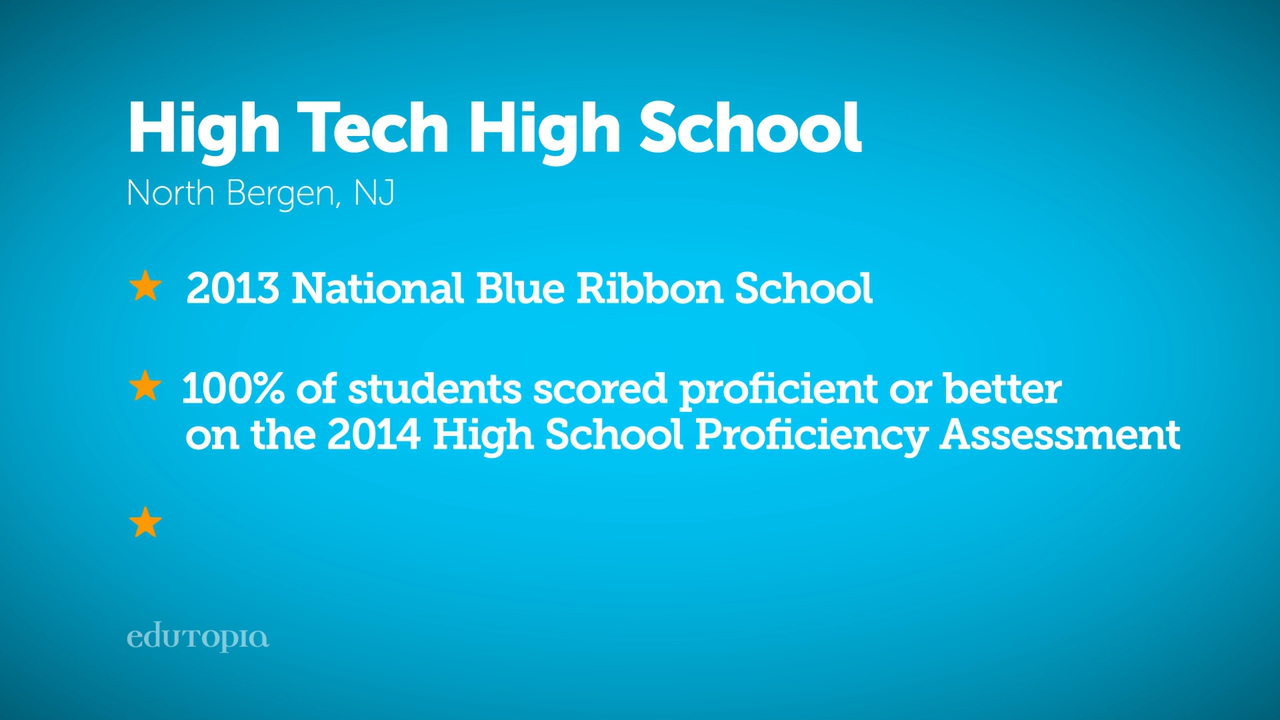 High Tech High School
North Bergen, NJ
2013 National Blue Ribbon School
100% of students scored proficient or better
on the 2014 High School Proficiency Assessment
edutopia